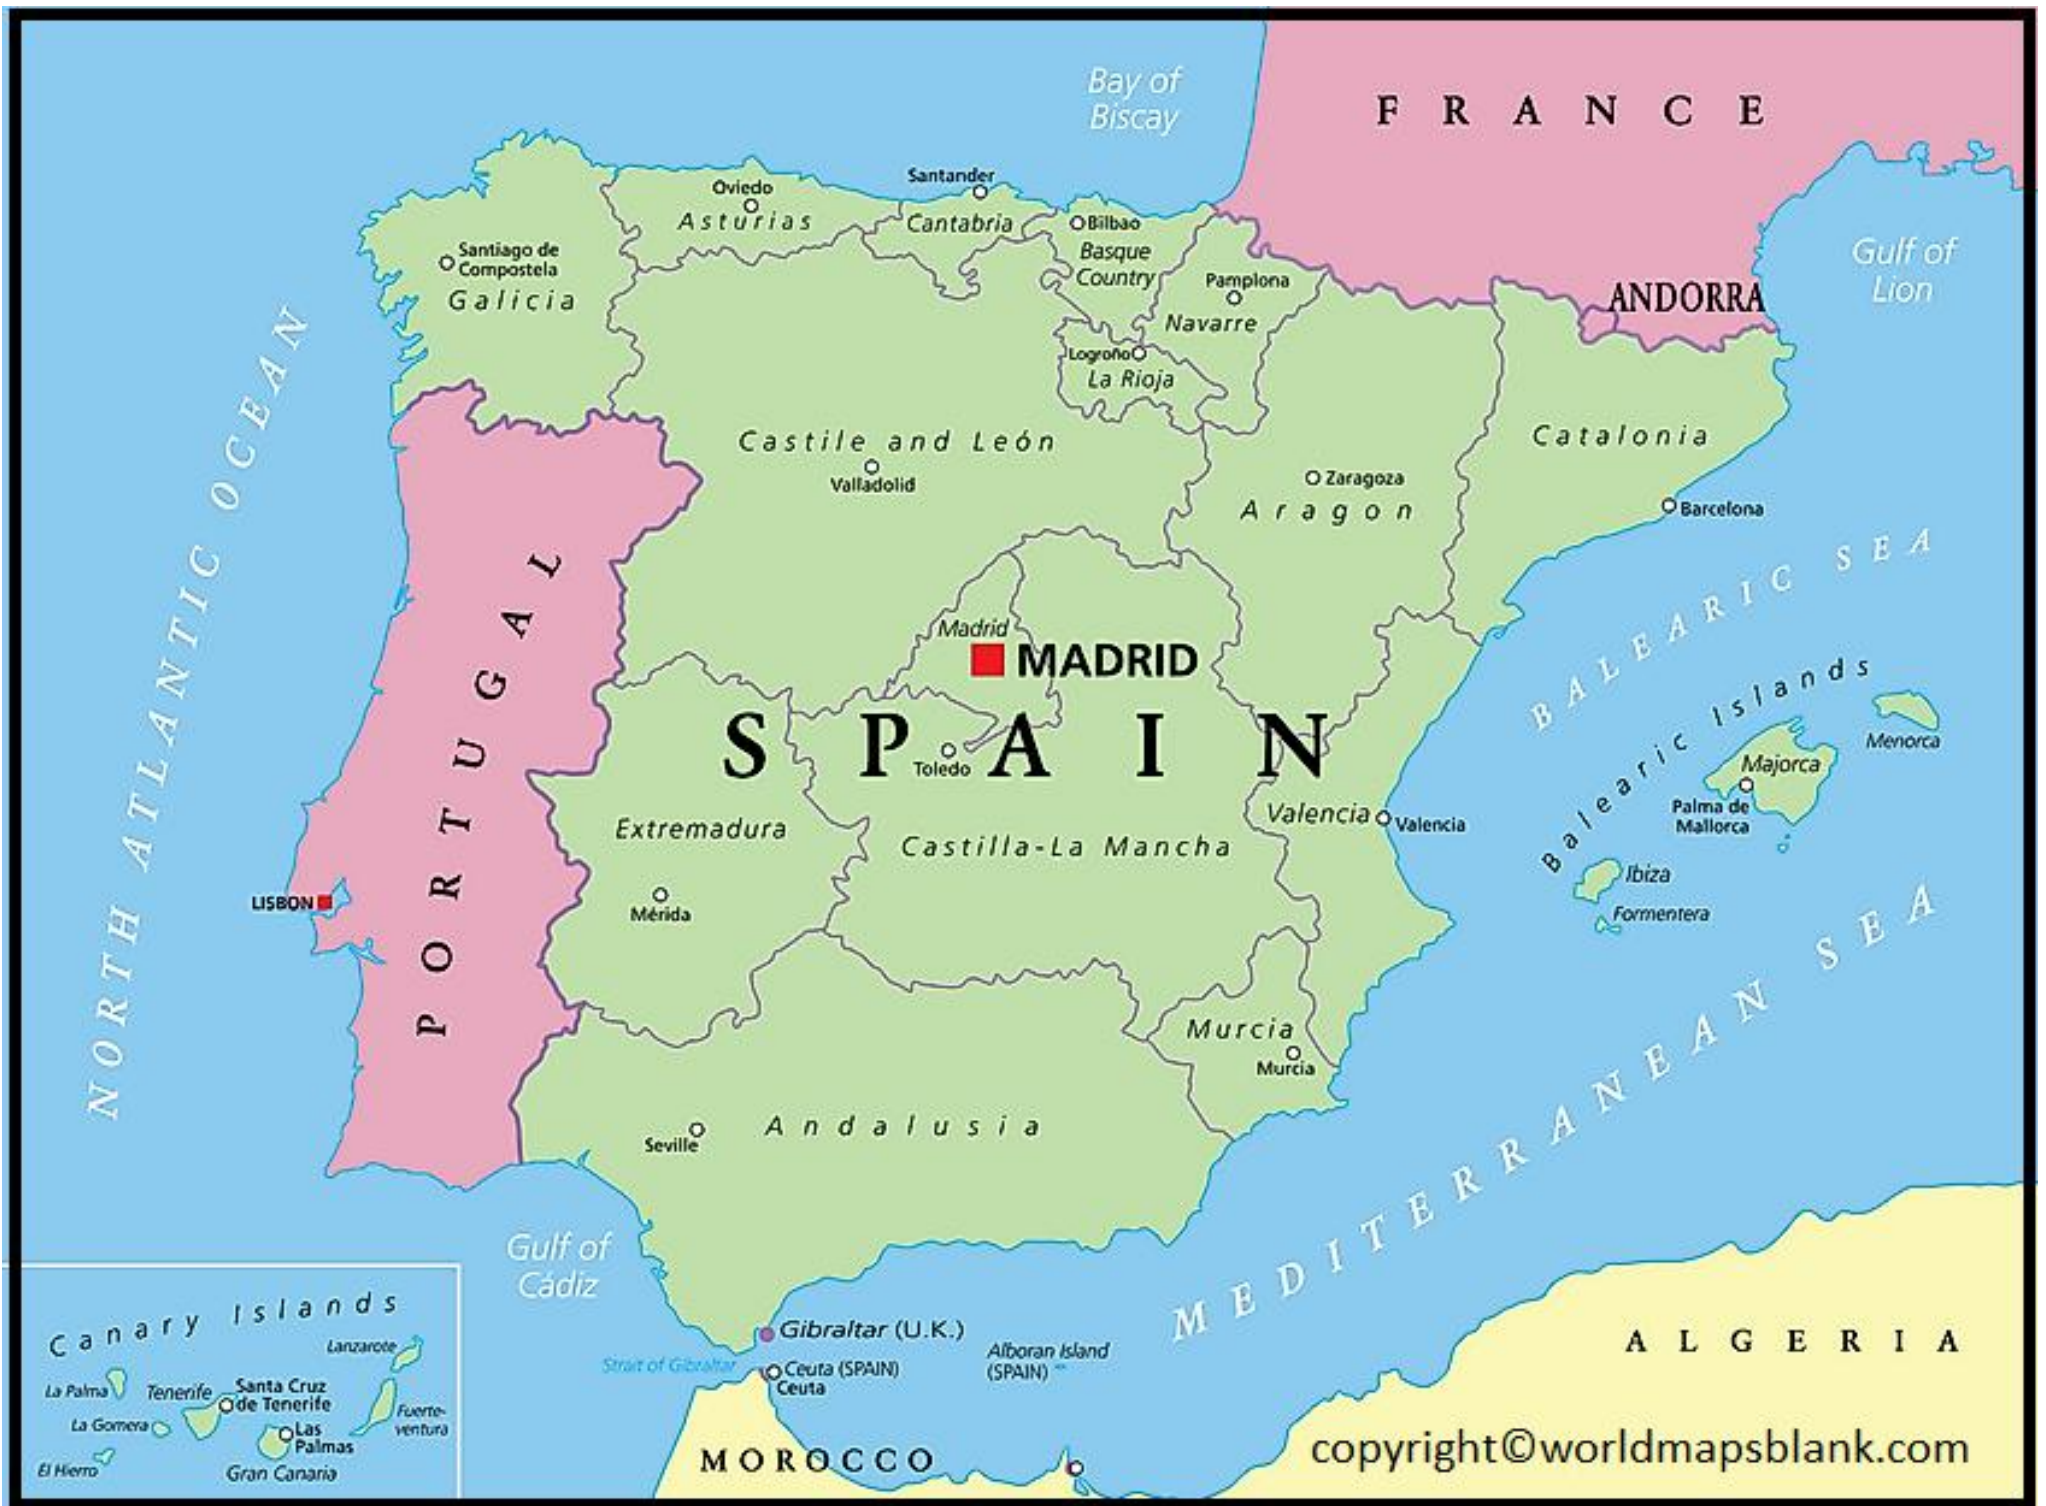 Bay of
Biscay
FRANCE
Santander
Oviedo
Asturias
Cantabria
Bilbao
Basque
Country
Gulf of
Lion
Santiago de
Compostela
Galicia
Pamplona
Navarre
ANDORRA
Logroño
La Rioja
NORTH ATLANTIC OCEAN
Castile and León
Valladolid
Catalonia
Zaragoza
Aragon
Barcelona
BALEARIC SEA
PORTUGAL
Madrid
MADRID
SPAIN
Toledo
Balearic Islands
Menorca
Majorca
Palma de
Mallorca
Extremadura
Castilla-La Mancha
Valencia
Valencia
Ibiza
Formentera
LISBON
Mérida
Murcia
Murcia
MEDITERRANEAN SEA
Seville
Andalusia
Gulf of
Cádiz
Canary Islands
Lanzarote
La Palma
Tenerife
Santa Cruz
de Tenerife
La Gomera
Fuerte-
ventura
Las
Palmas
El Hierro
Gran Canaria
Gibraltar (U.K.)
Strait of Gibraltar
Ceuta (SPAIN)
Ceuta
Alboran Island
(SPAIN)
ALGERIA
MOROCCO
copyright©worldmapsblank.com